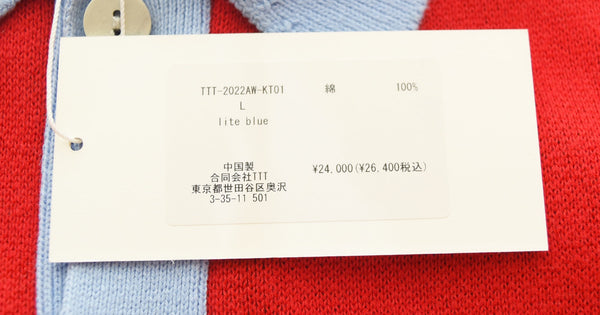 TTT-2022AW-KT01 綿 100%
L
lite blue
中国製
合同会社TTT ¥24,000(¥26,400税込)
東京都世田谷区奥沢
3-35-11 501